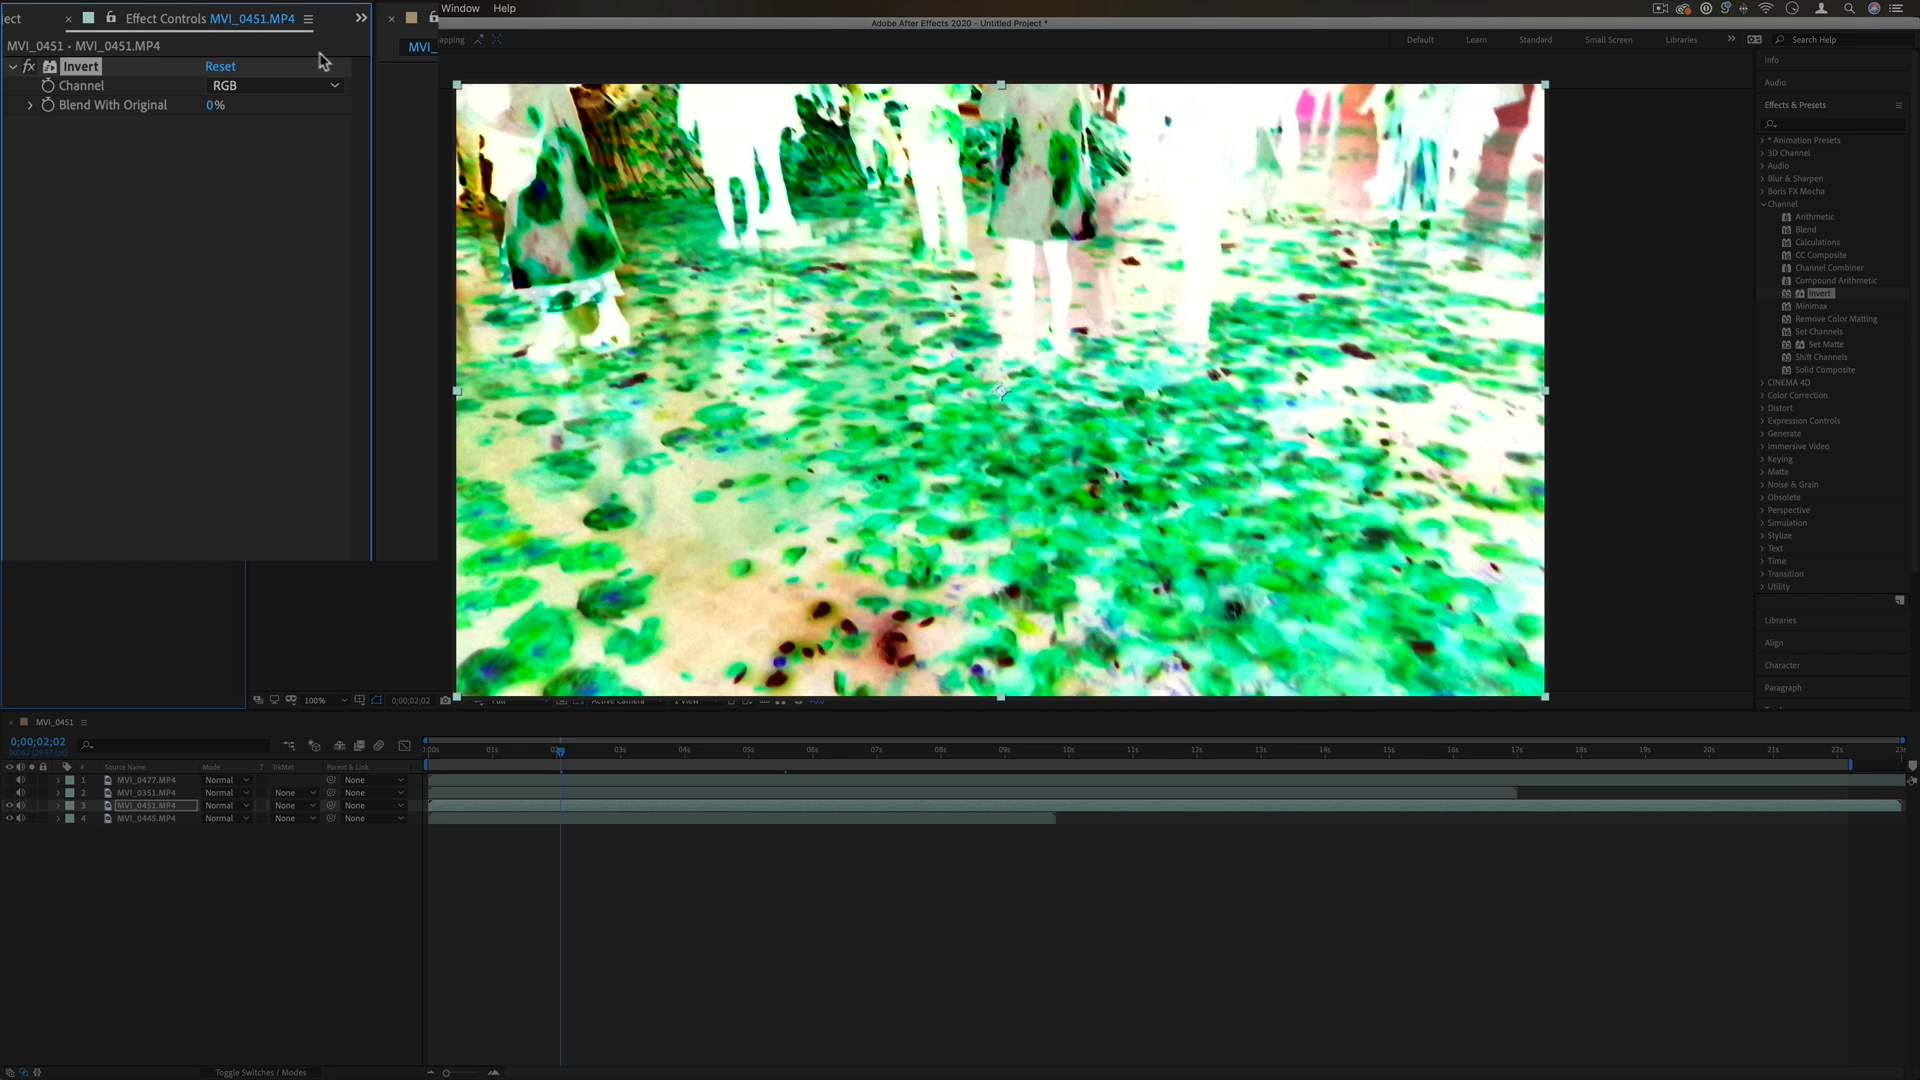 Window Help
Adobe After Effects 2020 - Untitled Project *
ect × Effect Controls MVI_0451.MP4
MVI_0451 • MVI_0451.MP4
fx Invert Reset
Channel RGB
Blend With Original 0%
MVI_
apping
Default Learn Standard Small Screen Libraries Search Help
Info
Audio
Effects & Presets
* Animation Presets
3D Channel
Audio
Blur & Sharpen
Boris FX Mocha
Channel
Arithmetic
Blend
Calculations
CC Composite
Channel Combiner
Compound Arithmetic
Invert
Minimax
Remove Color Matting
Set Channels
Set Matte
Shift Channels
Solid Composite
CINEMA 4D
Color Correction
Distort
Expression Controls
Generate
Immersive Video
Keying
Matte
Noise & Grain
Obsolete
Perspective
Simulation
Stylize
Text
Time
Transition
Utility
Libraries
Align
Character
Paragraph
100% 0;00;02;02 Full Active Camera 1 View +0.0
MVI_0451
0;00;02;02
00062 (29.97 fps)
# Source Name Mode T TrkMat Parent & Link
1 MVI_0477.MP4 Normal None
2 MVI_0351.MP4 Normal None None
3 MVI_0451.MP4 Normal None None
4 MVI_0445.MP4 Normal None None
:00s 01s 02s 03s 04s 05s 06s 07s 08s 09s 10s 11s 12s 13s 14s 15s 16s 17s 18s 19s 20s 21s 22s 23s
Toggle Switches / Modes